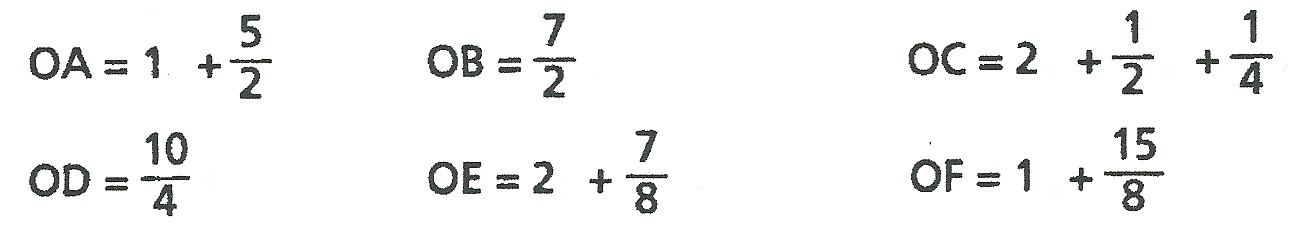 OA = 1 + 5/2 OB = 7/2 OC = 2 + 1/2 + 1/4
OD = 10/4 OE = 2 + 7/8 OF = 1 + 15/8